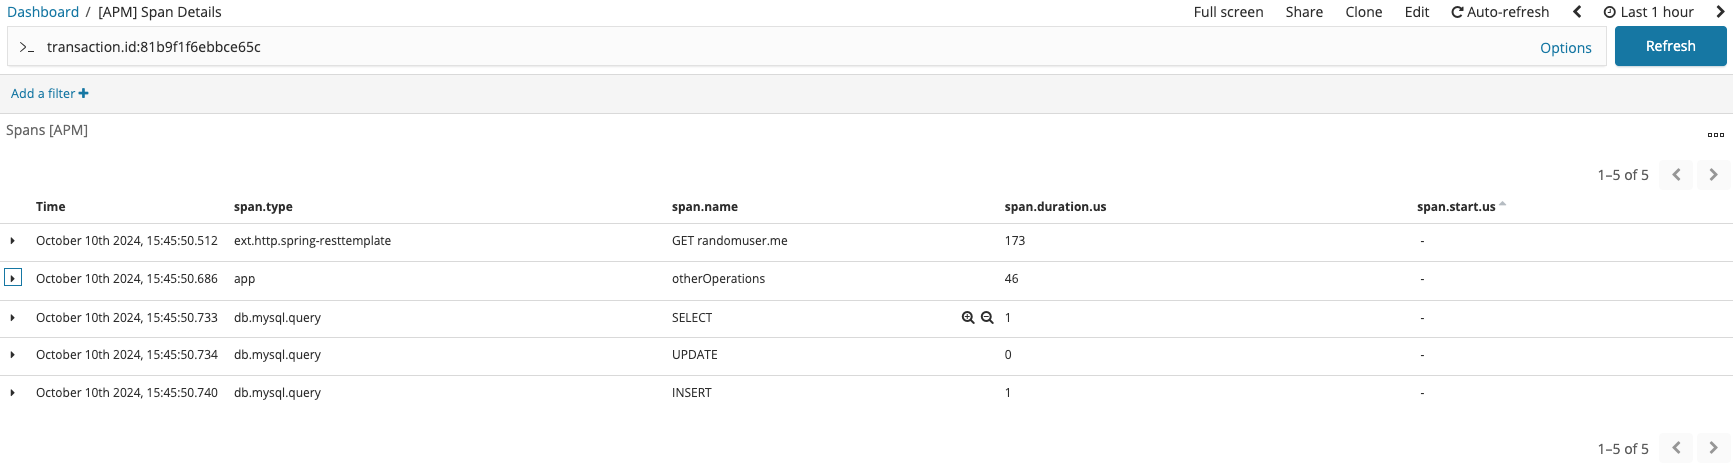 Dashboard / [APM] Span Details Full screen Share Clone Edit Auto-refresh Last 1 hour
>_ transaction.id:81b9f1f6ebbce65c Options Refresh
Add a filter +
Spans [APM]
1–5 of 5
Time span.type span.name span.duration.us span.start.us
October 10th 2024, 15:45:50.512 ext.http.spring-resttemplate GET randomuser.me 173 -
October 10th 2024, 15:45:50.686 app otherOperations 46 -
October 10th 2024, 15:45:50.733 db.mysql.query SELECT 1 -
October 10th 2024, 15:45:50.734 db.mysql.query UPDATE 0 -
October 10th 2024, 15:45:50.740 db.mysql.query INSERT 1 -
1–5 of 5